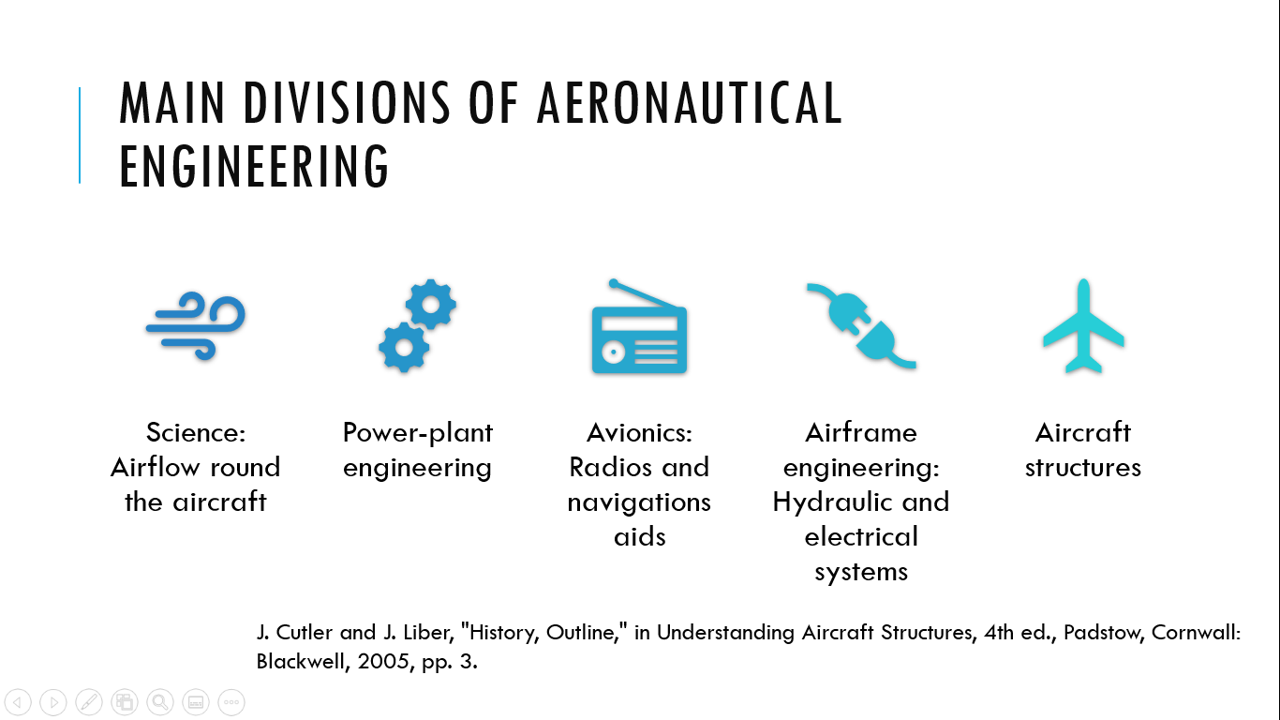 MAIN DIVISIONS OF AERONAUTICAL
ENGINEERING
Science:
Airflow round
the aircraft
Power-plant
engineering
Avionics:
Radios and
navigations
aids
Airframe
engineering:
Hydraulic and
electrical
systems
Aircraft
structures
J. Cutler and J. Liber, "History, Outline," in Understanding Aircraft Structures, 4th ed., Padstow, Cornwall:
Blackwell, 2005, pp. 3.